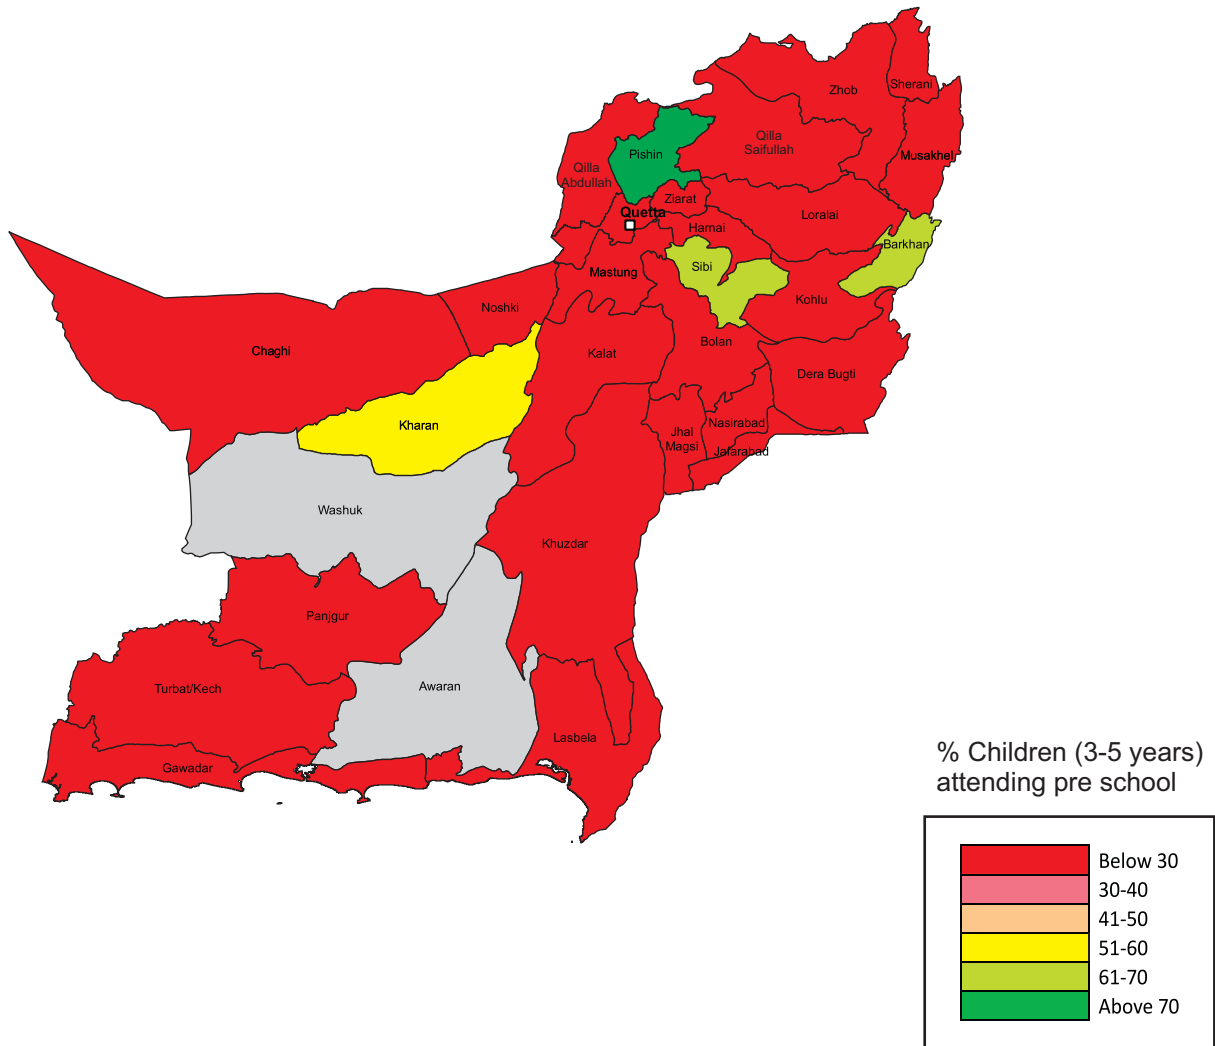 Zhob
Sherani
Qilla
Saifullah
Musakhel
Pishin
Qilla
Abdullah
Ziarat
Quetta
Loralai
Harnai
Barkhan
Sibi
Mastung
Kohlu
Noshki
Bolan
Chaghi
Kalat
Dera Bugti
Kharan
Nasirabad
Jhal
Magsi
Jafarabad
Washuk
Khuzdar
Panjgur
Turbat/Kech
Awaran
Lasbela
Gawadar
% Children (3-5 years)
attending pre school
Below 30
30-40
41-50
51-60
61-70
Above 70